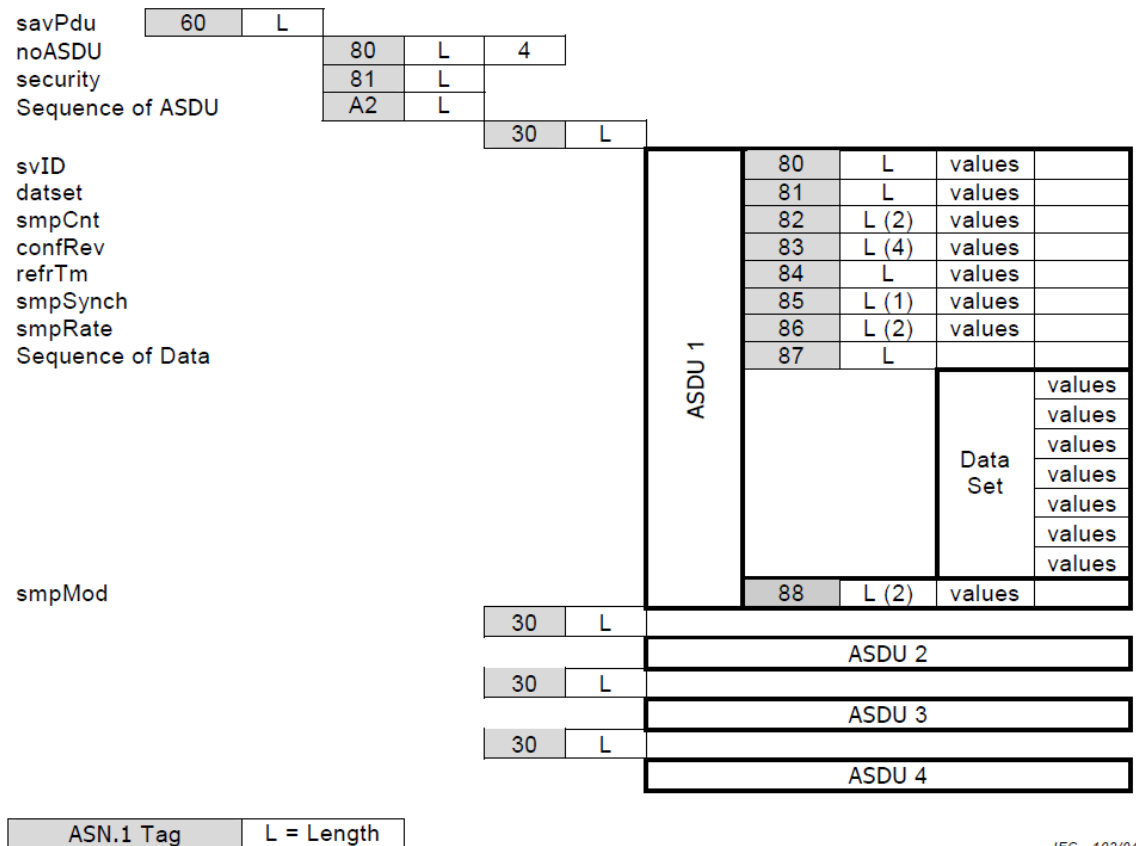 savPdu 60 L
noASDU 80 L 4
security 81 L
Sequence of ASDU A2 L
30 L
svID 80 L values
datset 81 L values
smpCnt 82 L (2) values
confRev 83 L (4) values
refrTm 84 L values
smpSynch 85 L (1) values
smpRate 86 L (2) values
Sequence of Data 87 L
ASDU 1
values
values
values
Data Set
values
values
values
values
smpMod 88 L (2) values
30 L
ASDU 2
30 L
ASDU 3
30 L
ASDU 4
ASN.1 Tag L = Length